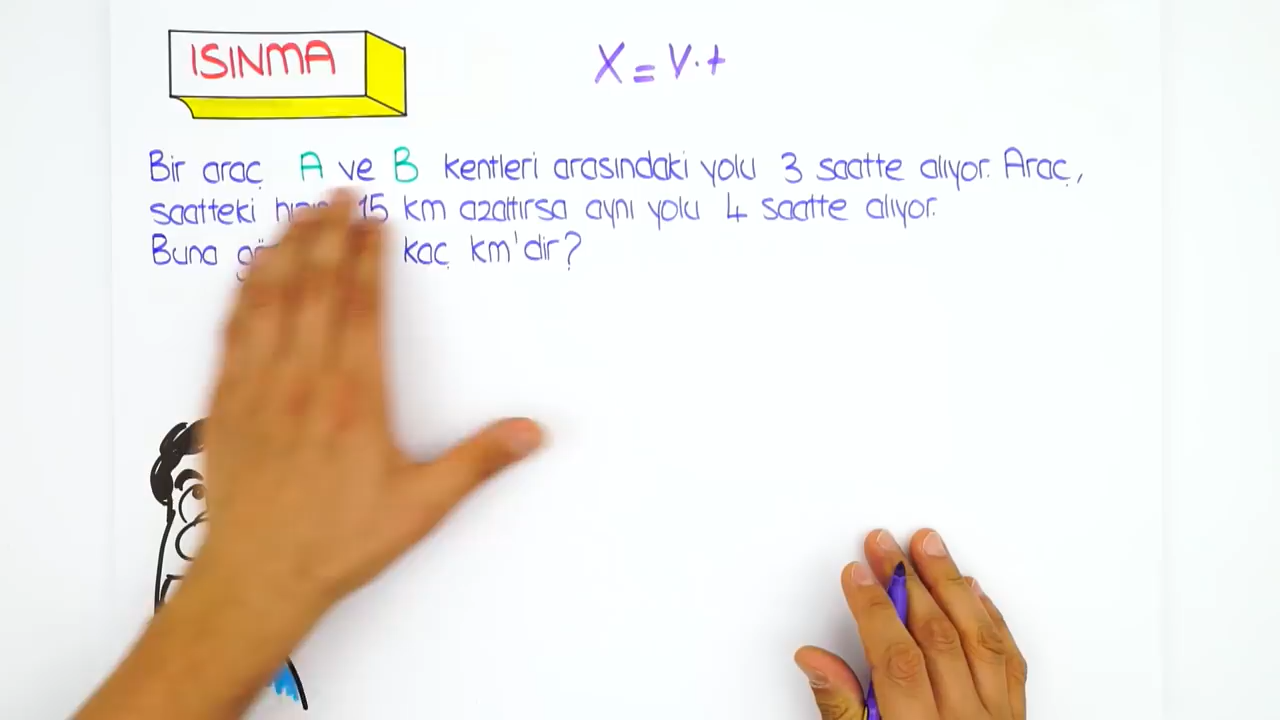 ISINMA
X = V.t
Bir araç A ve B kentleri arasındaki yolu 3 saatte alıyor. Araç,
saatteki 15 km azaltırsa aynı yolu 4 saatte alıyor.
Buna kaç km'dir?